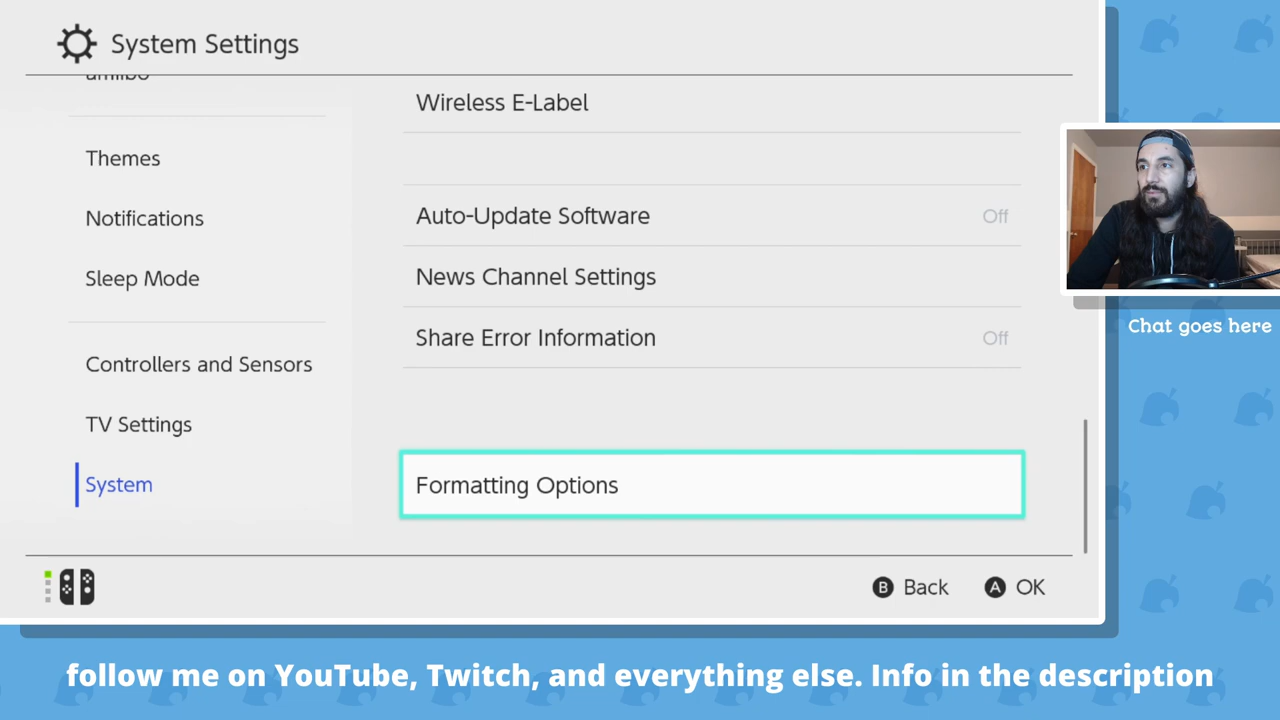 System Settings
amiibo
Themes
Notifications
Sleep Mode
Controllers and Sensors
TV Settings
System
Wireless E-Label
Auto-Update Software Off
News Channel Settings
Share Error Information Off
Formatting Options
B Back A OK
Chat goes here
follow me on YouTube, Twitch, and everything else. Info in the description